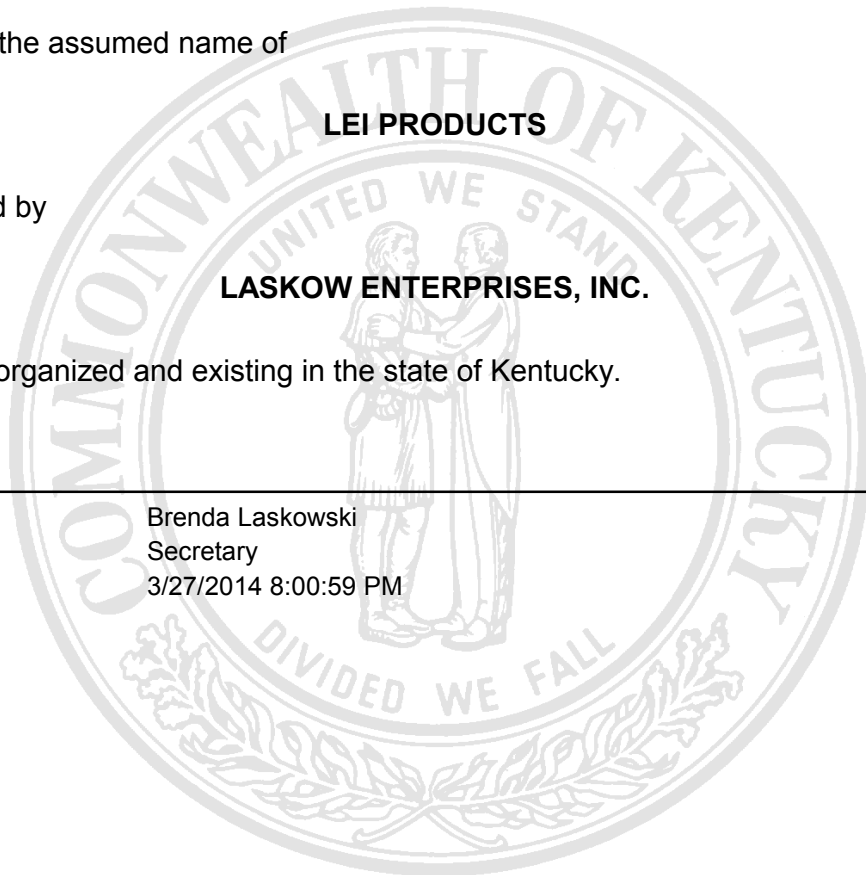 the assumed name of
LEI PRODUCTS
d by
LASKOW ENTERPRISES, INC.
organized and existing in the state of Kentucky.
Brenda Laskowski
Secretary
3/27/2014 8:00:59 PM
COMMONWEALTH OF KENTUCKY
UNITED WE STAND
DIVIDED WE FALL